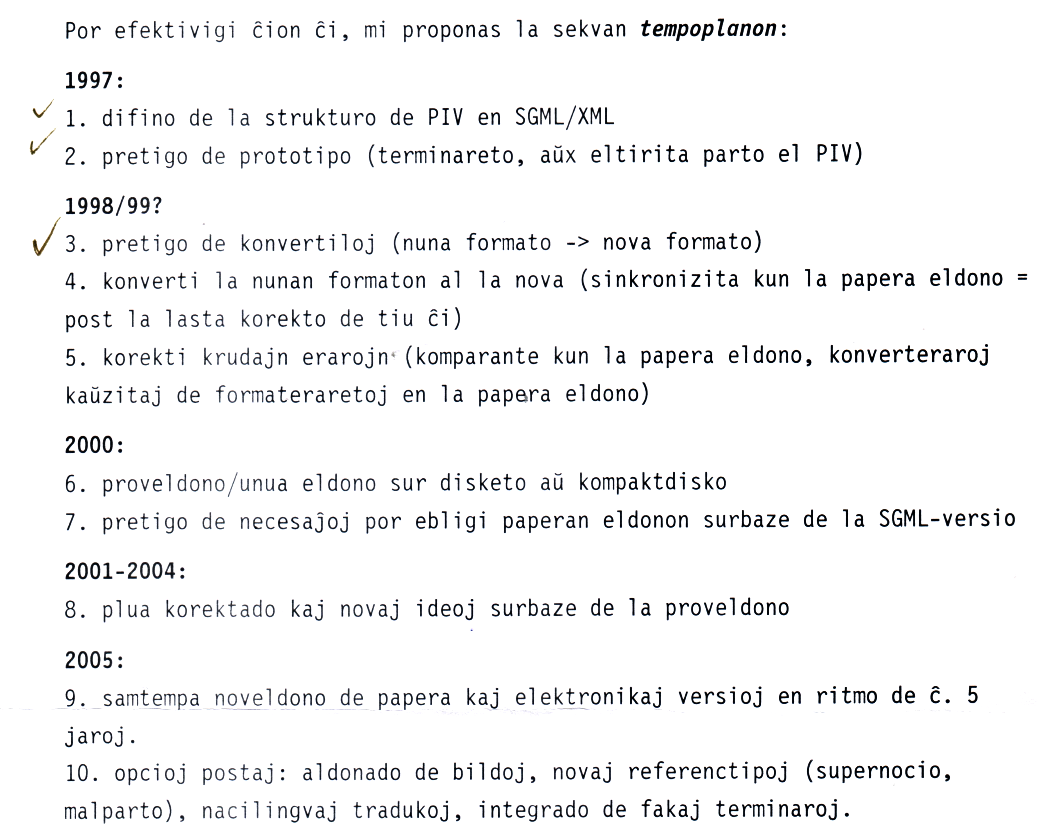 Por efektivigi ĉion ĉi, mi proponas la sekvan tempoplanon:
1997:
1. difino de la strukturo de PIV en SGML/XML
2. pretigo de prototipo (terminareto, aŭx eltirita parto el PIV)
1998/99?
3. pretigo de konvertiloj (nuna formato -> nova formato)
4. konverti la nunan formaton al la nova (sinkronizita kun la papera eldono =
post la lasta korekto de tiu ĉi)
5. korekti krudajn erarojn (komparante kun la papera eldono, konverteraroj
kaŭzitaj de formateraretoj en la papera eldono)
2000:
6. proveldono/unua eldono sur disketo aŭ kompaktdisko
7. pretigo de necesaĵoj por ebligi paperan eldonon surbaze de la SGML-versio
2001-2004:
8. plua korektado kaj novaj ideoj surbaze de la proveldono
2005:
9. samtempa noveldono de papera kaj elektronikaj versioj en ritmo de ĉ. 5
jaroj.
10. opcioj postaj: aldonado de bildoj, novaj referenctipoj (supernocio,
malparto), nacilingvaj tradukoj, integrado de fakaj terminaroj.